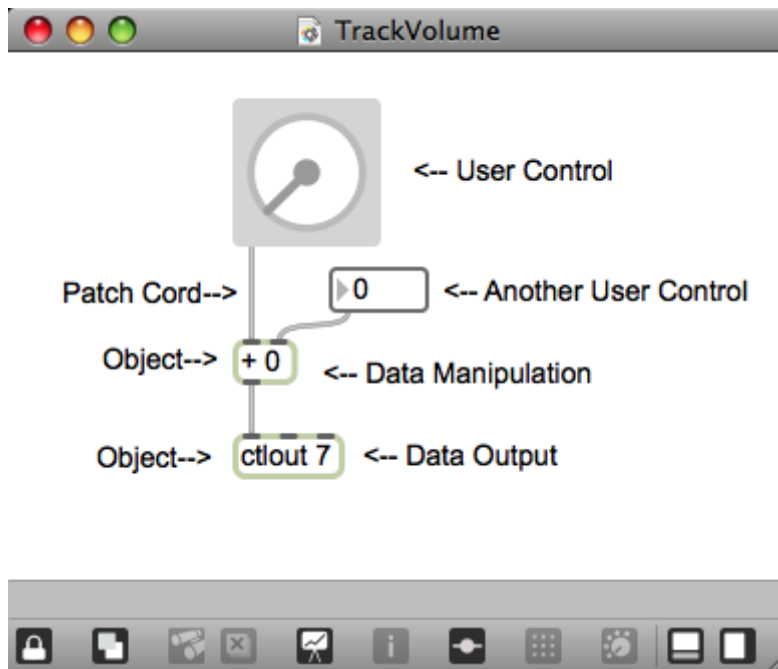 TrackVolume
<-- User Control
Patch Cord-->
0
<-- Another User Control
Object-->
+ 0
<-- Data Manipulation
Object-->
ctlout 7
<-- Data Output